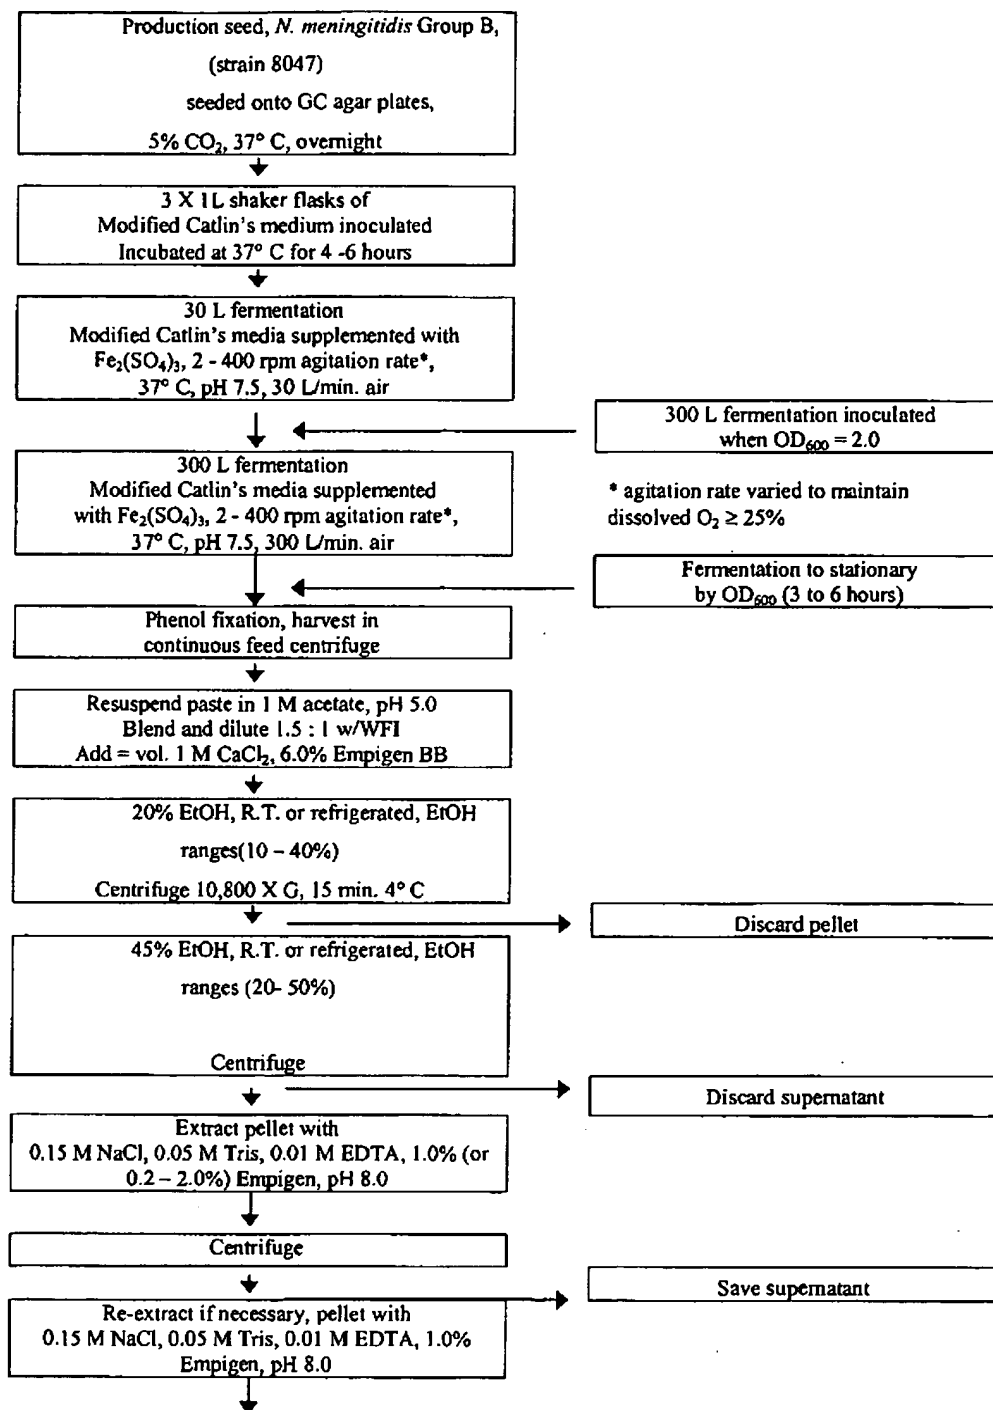 Production seed, N. meningitidis Group B,
(strain 8047)
seeded onto GC agar plates,
5% CO₂, 37° C, overnight
3 X 1L shaker flasks of
Modified Catlin's medium inoculated
Incubated at 37° C for 4 -6 hours
30 L fermentation
Modified Catlin's media supplemented with
Fe₂(SO₄)₃, 2 - 400 rpm agitation rate*,
37° C, pH 7.5, 30 L/min. air
300 L fermentation inoculated
when OD₆₀₀ = 2.0
300 L fermentation
Modified Catlin's media supplemented
with Fe₂(SO₄)₃, 2 - 400 rpm agitation rate*,
37° C, pH 7.5, 300 L/min. air
* agitation rate varied to maintain
dissolved O₂ ≥ 25%
Fermentation to stationary
by OD₆₀₀ (3 to 6 hours)
Phenol fixation, harvest in
continuous feed centrifuge
Resuspend paste in 1 M acetate, pH 5.0
Blend and dilute 1.5 : 1 w/WFI
Add = vol. 1 M CaCl₂, 6.0% Empigen BB
20% EtOH, R.T. or refrigerated, EtOH
ranges(10 – 40%)
Centrifuge 10,800 X G, 15 min. 4° C
Discard pellet
45% EtOH, R.T. or refrigerated, EtOH
ranges (20- 50%)
Centrifuge
Discard supernatant
Extract pellet with
0.15 M NaCl, 0.05 M Tris, 0.01 M EDTA, 1.0% (or
0.2 – 2.0%) Empigen, pH 8.0
Centrifuge
Save supernatant
Re-extract if necessary, pellet with
0.15 M NaCl, 0.05 M Tris, 0.01 M EDTA, 1.0%
Empigen, pH 8.0